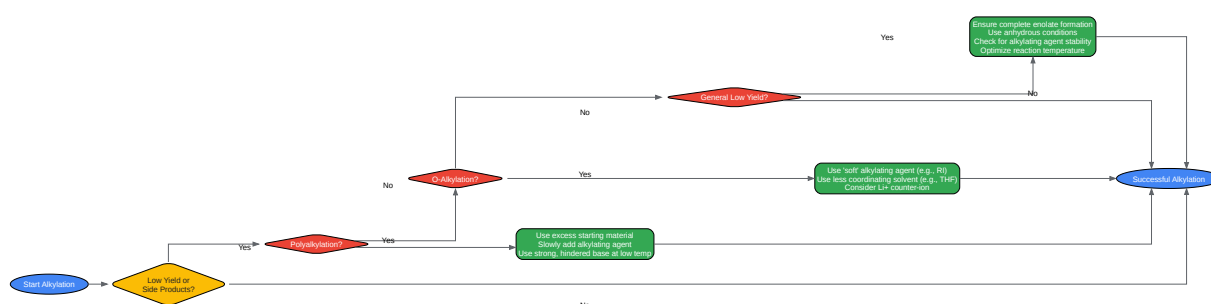 Start Alkylation
Low Yield or
Side Products?
Yes
Polyalkylation?
Yes
Use excess starting material
Slowly add alkylating agent
Use strong, hindered base at low temp
No
O-Alkylation?
Yes
Use 'soft' alkylating agent (e.g., RI)
Use less coordinating solvent (e.g., THF)
Consider Li+ counter-ion
No
General Low Yield?
Yes
Ensure complete enolate formation
Use anhydrous conditions
Check for alkylating agent stability
Optimize reaction temperature
No
Successful Alkylation